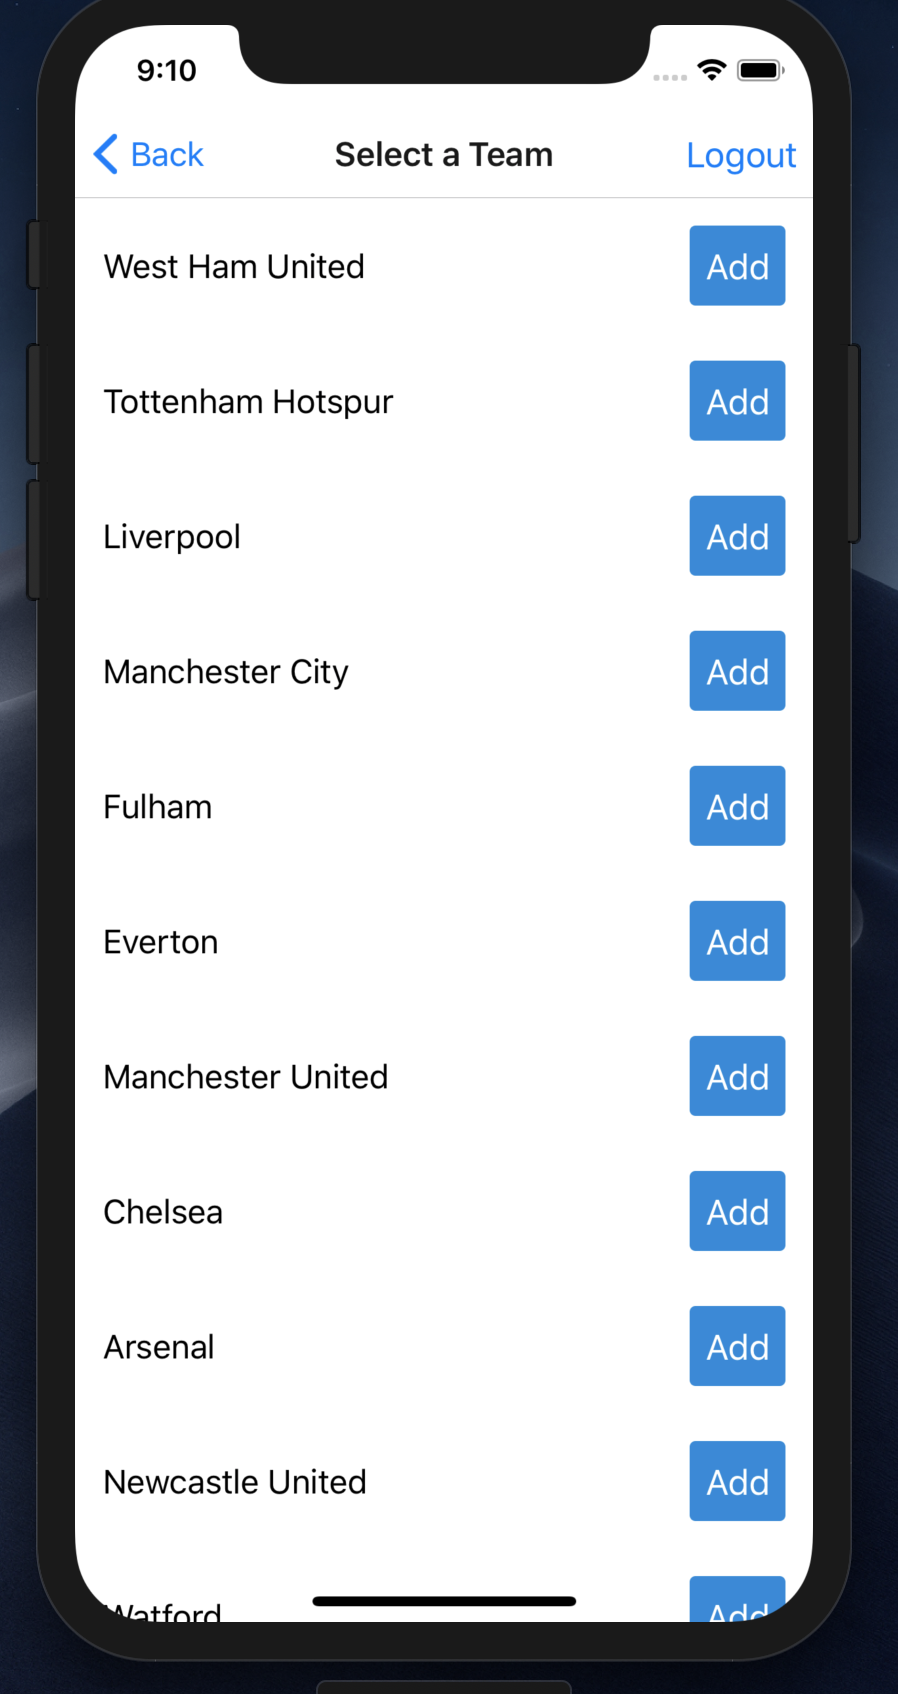 9:10
Back Select a Team Logout
West Ham United Add
Tottenham Hotspur Add
Liverpool Add
Manchester City Add
Fulham Add
Everton Add
Manchester United Add
Chelsea Add
Arsenal Add
Newcastle United Add
Watford Add